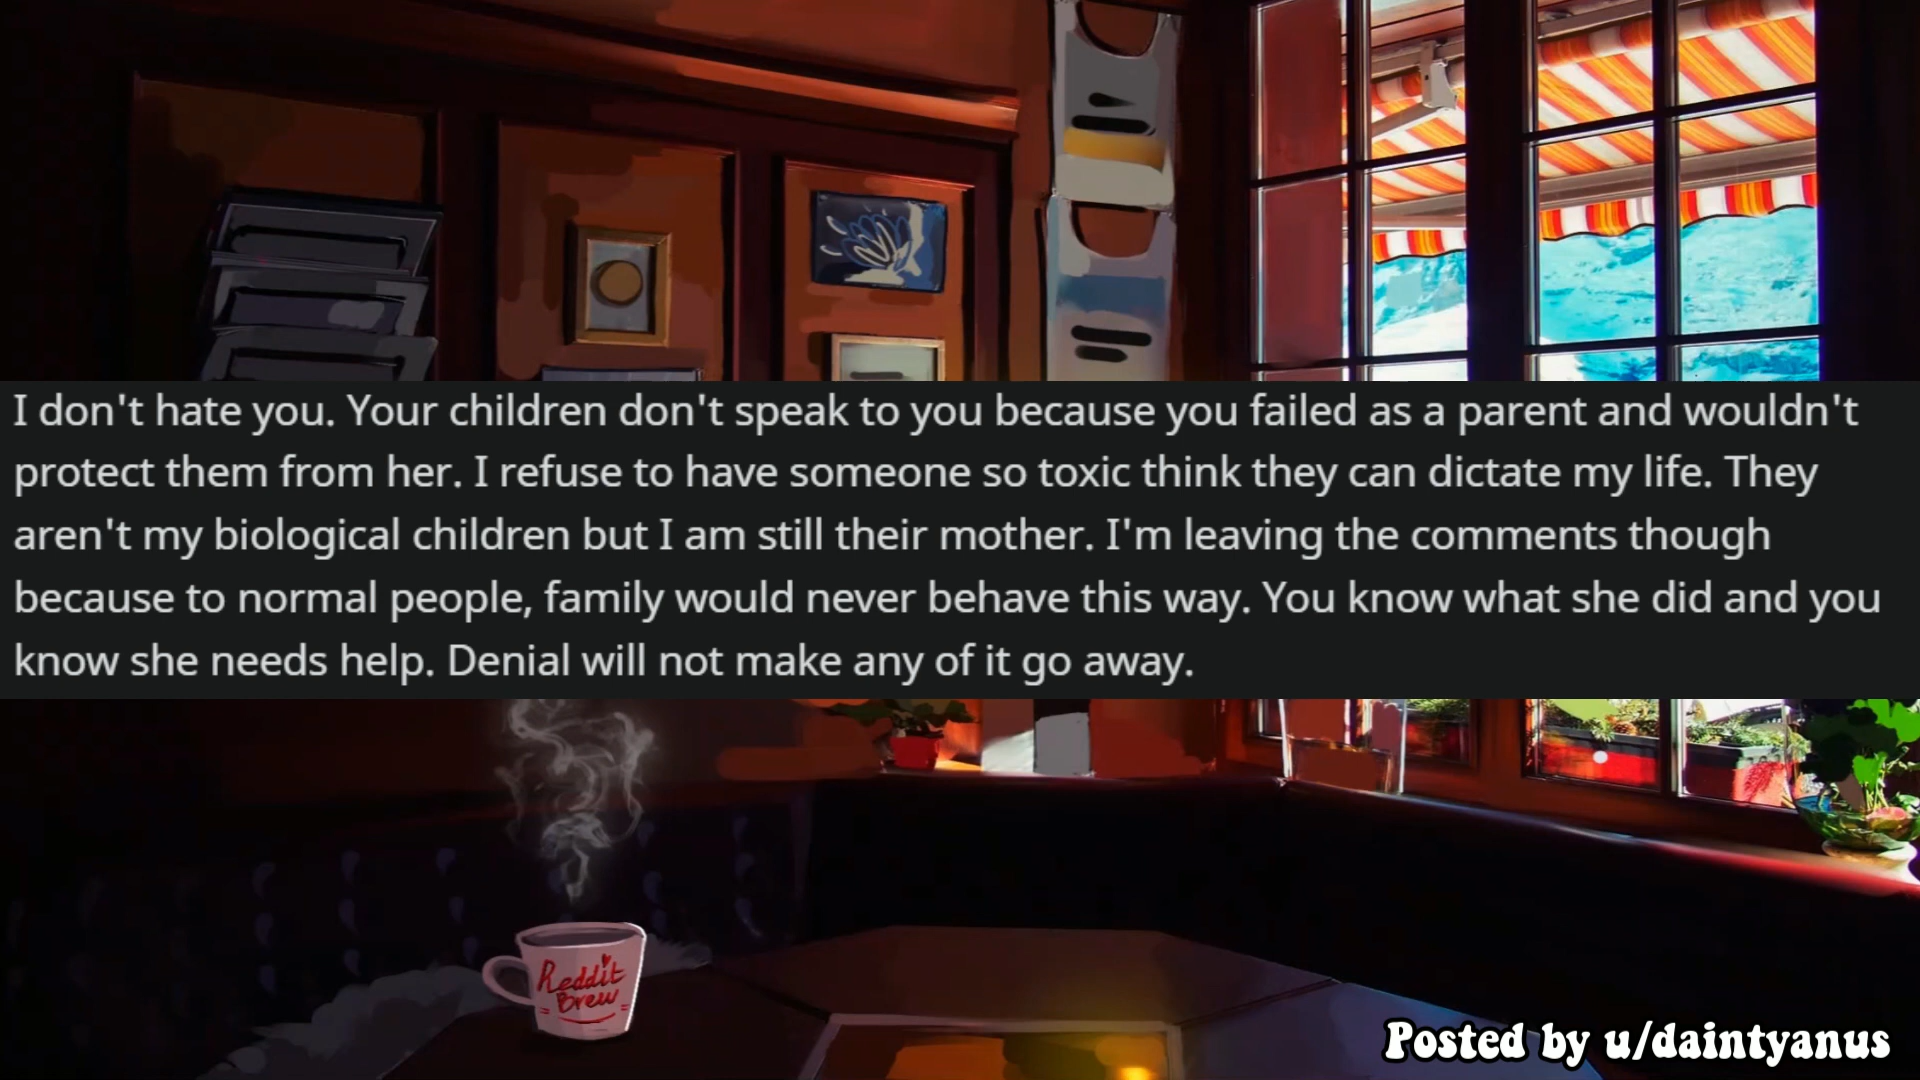 I don't hate you. Your children don't speak to you because you failed as a parent and wouldn't
protect them from her. I refuse to have someone so toxic think they can dictate my life. They
aren't my biological children but I am still their mother. I'm leaving the comments though
because to normal people, family would never behave this way. You know what she did and you
know she needs help. Denial will not make any of it go away.
Reddit
Brew
Posted by u/daintyanus